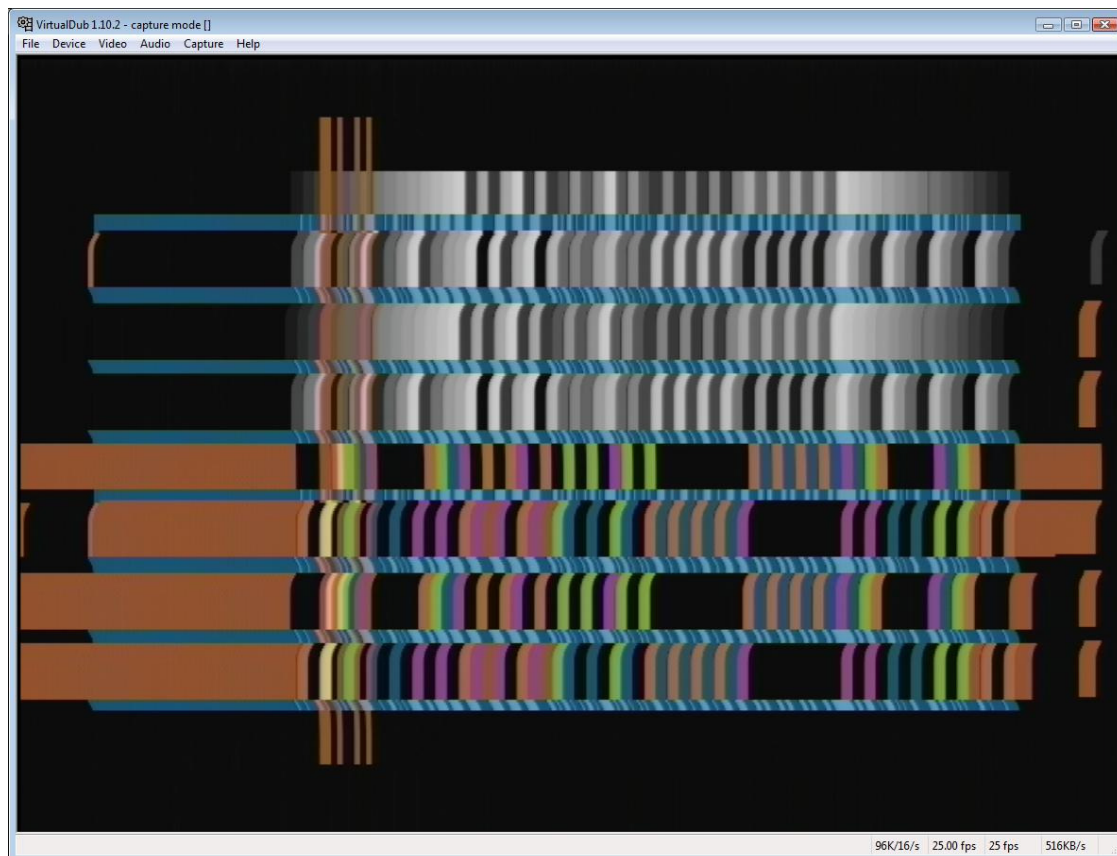 VirtualDub 1.10.2 - capture mode []
File Device Video Audio Capture Help
96K/16/s 25.00 fps 25 fps 516KB/s